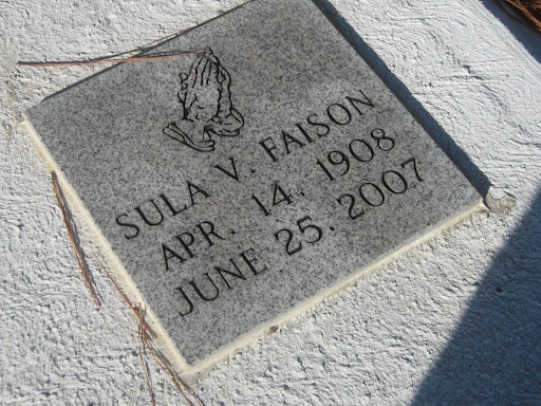 SULA V. FAISON
APR. 14. 1908
JUNE 25. 2007